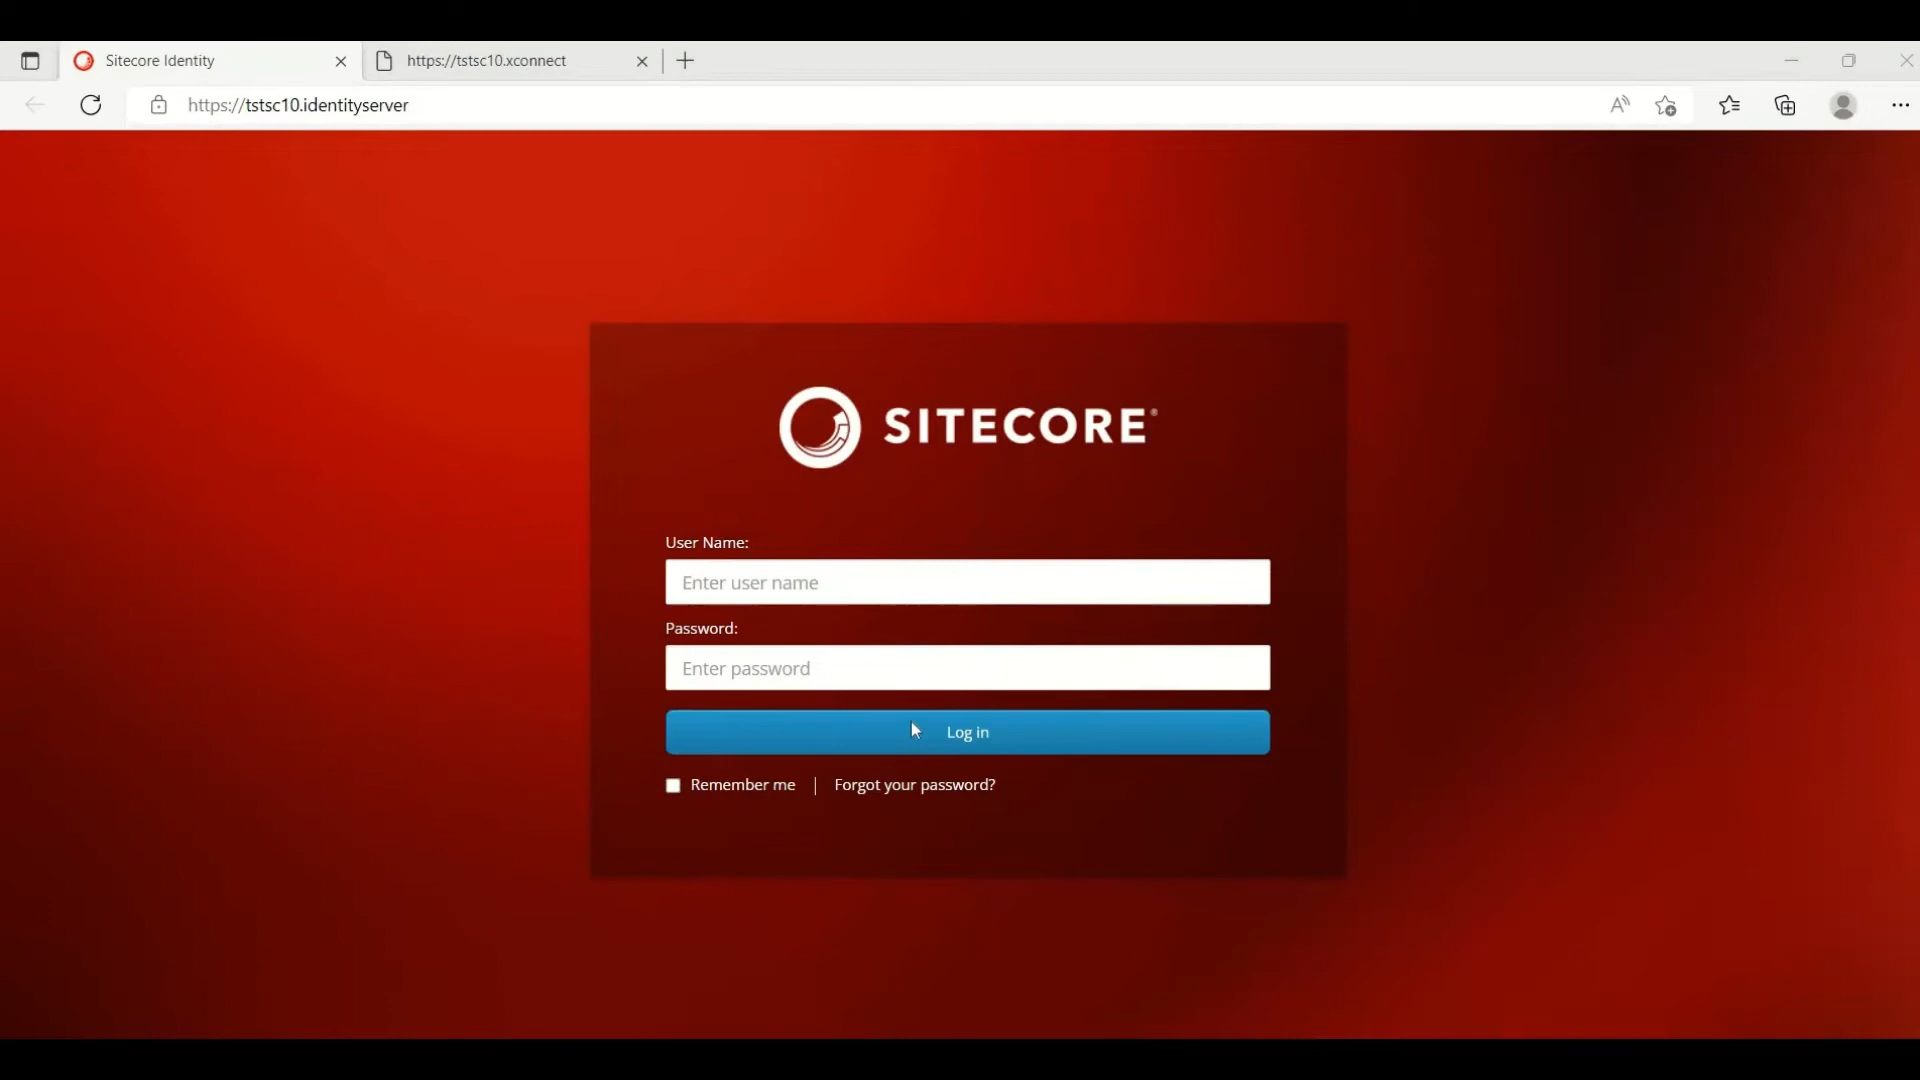 Sitecore Identity
https://tstsc10.xconnect
https://tstsc10.identityserver
SITECORE®
User Name:
Enter user name
Password:
Enter password
Log in
Remember me | Forgot your password?